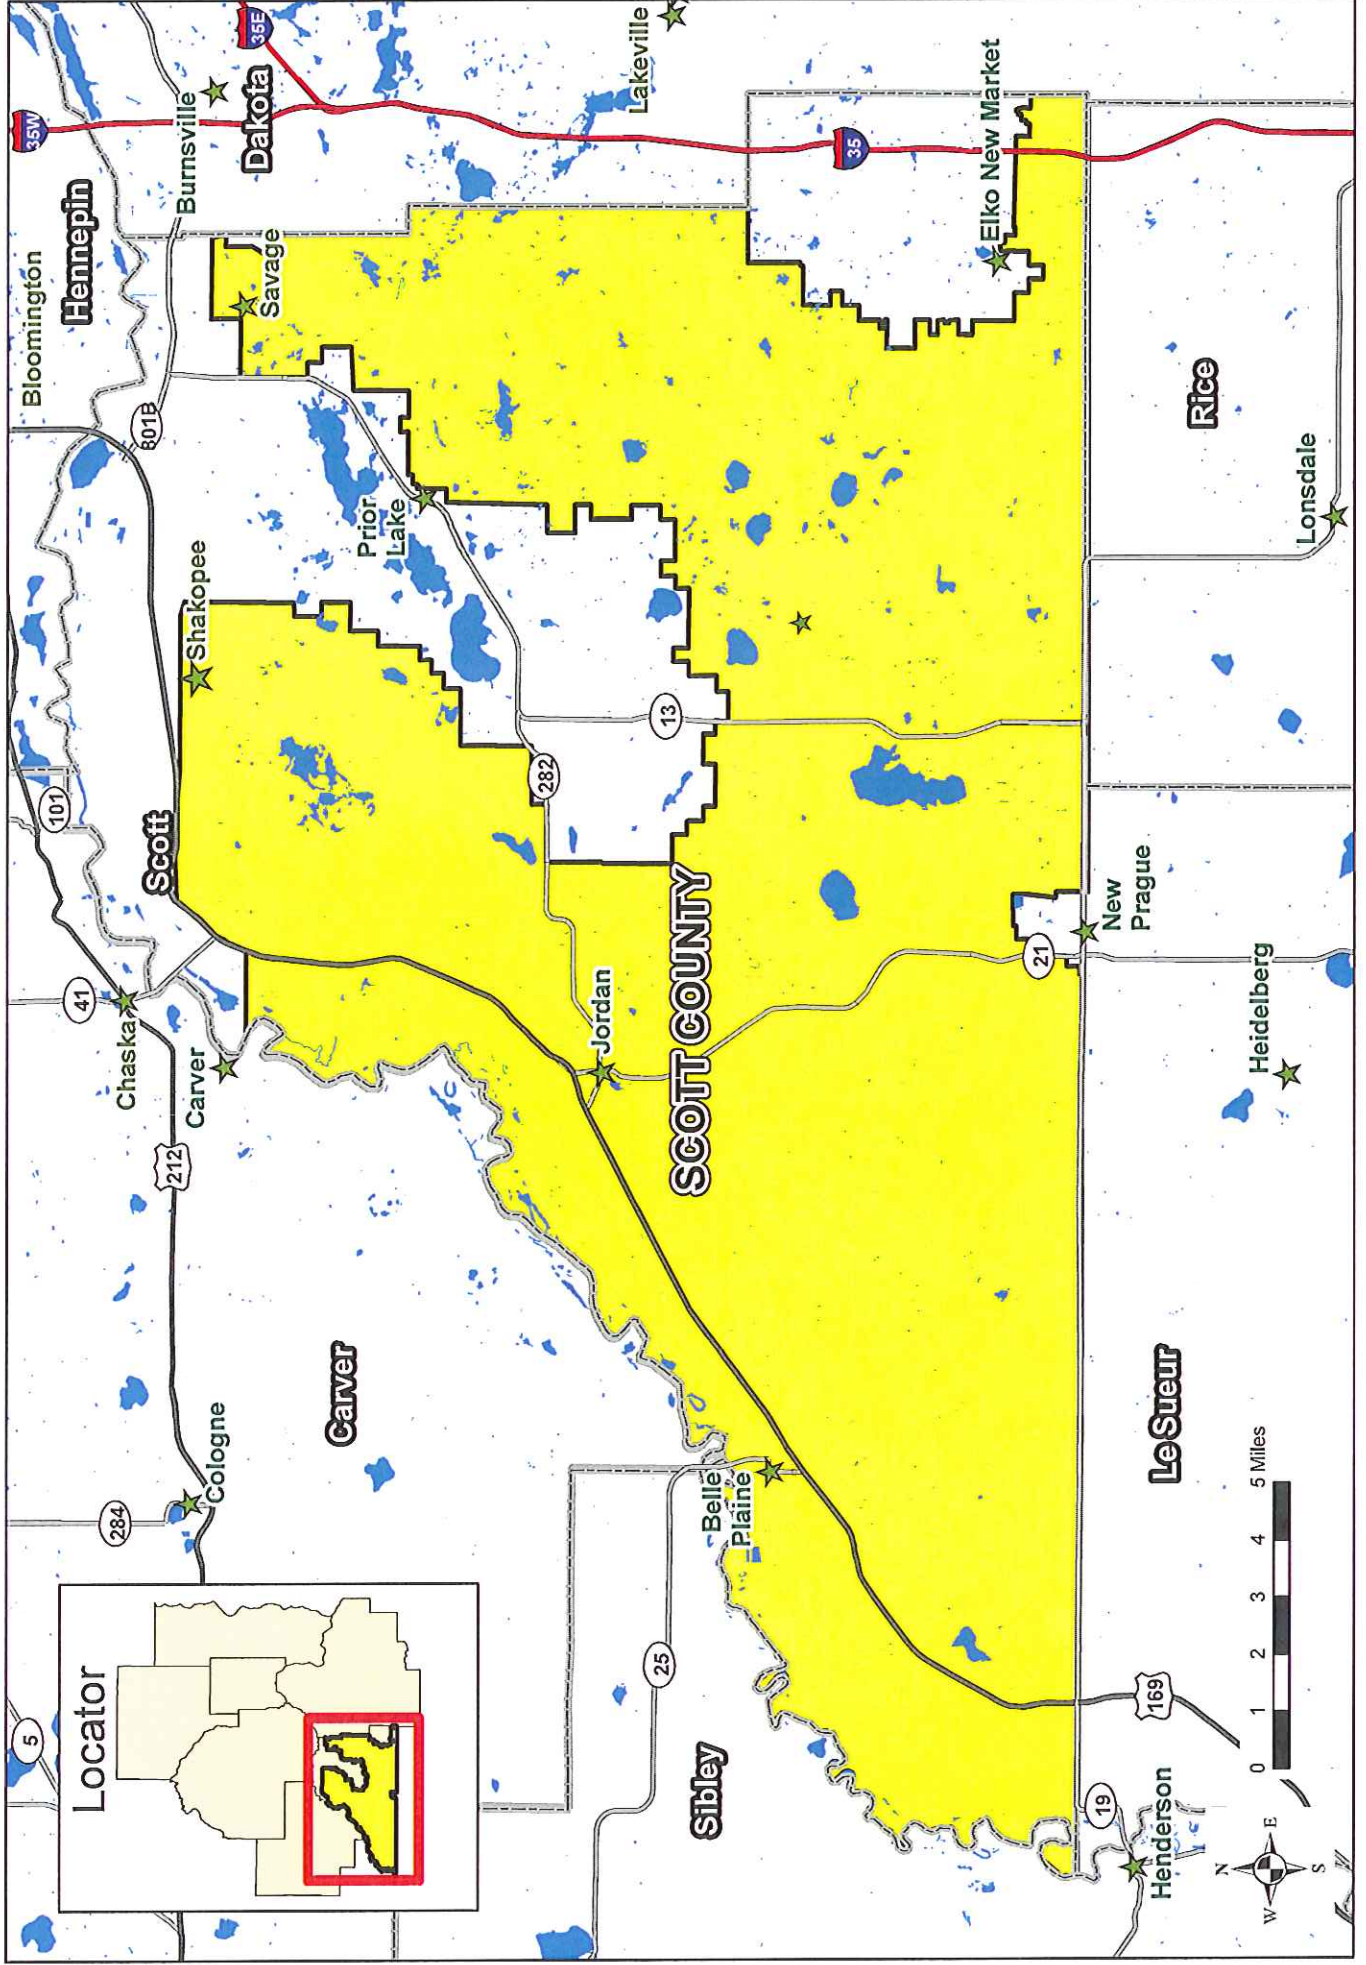 Locator
5
284
Cologne
212
Chaska
41
101
Carver
Scott
Shakopee
Bloomington
Hennepin
801B
35W
Burnsville
35E
Dakota
Savage
Prior
Lake
Lakeville
Carver
282
13
Jordan
SCOTT COUNTY
35
Elko New Market
25
Belle
Plaine
Sibley
21
New
Prague
Rice
Lonsdale
Heidelberg
Le Sueur
169
19
Henderson
0 1 2 3 4 5 Miles
N
W E
S